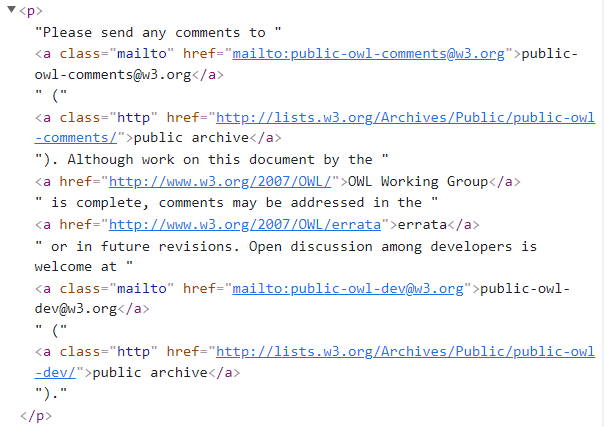 <p>
"Please send any comments to "
<a class="mailto" href="mailto:public-owl-comments@w3.org">public-
owl-comments@w3.org</a>
" ("
<a class="http" href="http://lists.w3.org/Archives/Public/public-owl
-comments/">public archive</a>
"). Although work on this document by the "
<a href="http://www.w3.org/2007/OWL/">OWL Working Group</a>
" is complete, comments may be addressed in the "
<a href="http://www.w3.org/2007/OWL/errata">errata</a>
" or in future revisions. Open discussion among developers is
welcome at "
<a class="mailto" href="mailto:public-owl-dev@w3.org">public-owl-
dev@w3.org</a>
" ("
<a class="http" href="http://lists.w3.org/Archives/Public/public-owl
-dev/">public archive</a>
")."
</p>